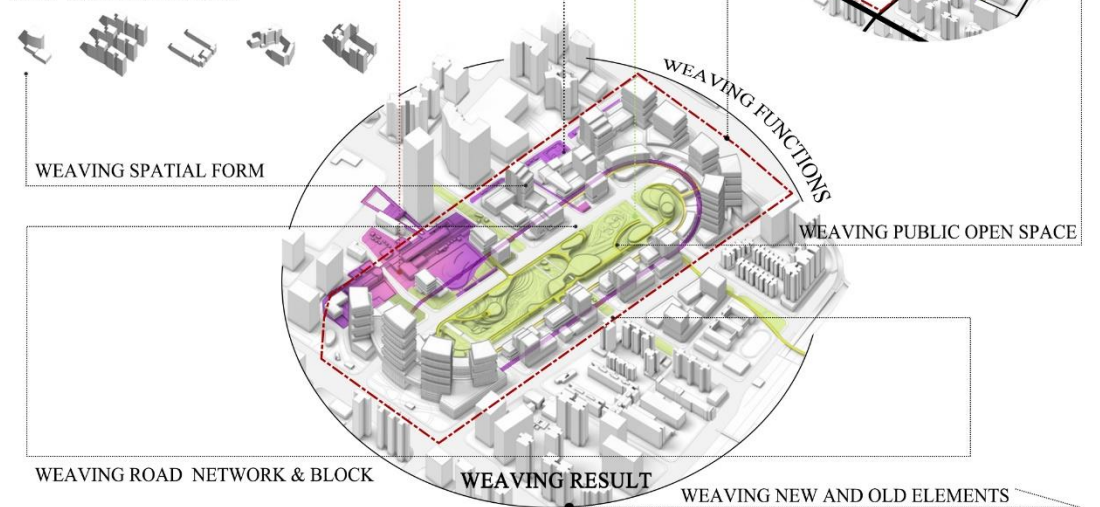 WEAVING FUNCTIONS
WEAVING SPATIAL FORM
WEAVING PUBLIC OPEN SPACE
WEAVING ROAD NETWORK & BLOCK
WEAVING RESULT
WEAVING NEW AND OLD ELEMENTS